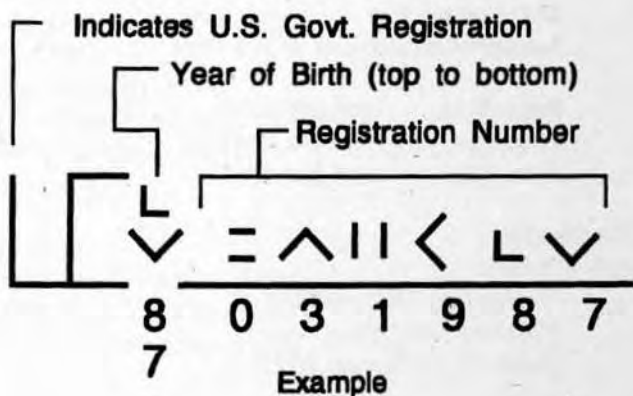 Indicates U.S. Govt. Registration
Year of Birth (top to bottom)
Registration Number
8 0 3 1 9 8 7
7
Example